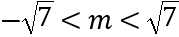 −√7 < m < √7